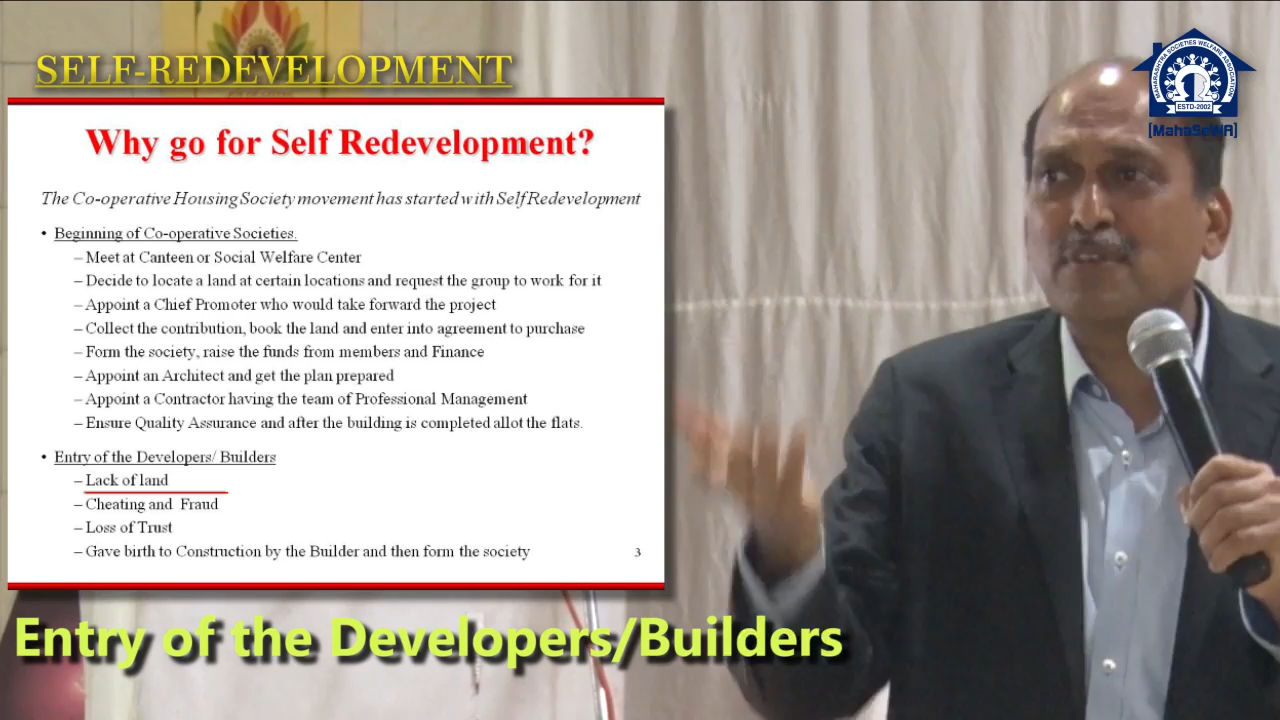 SELF-REDEVELOPMENT
Why go for Self Redevelopment?
The Co-operative Housing Society movement has started with Self Redevelopment
• Beginning of Co-operative Societies.
– Meet at Canteen or Social Welfare Center
– Decide to locate a land at certain locations and request the group to work for it
– Appoint a Chief Promoter who would take forward the project
– Collect the contribution, book the land and enter into agreement to purchase
– Form the society, raise the funds from members and Finance
– Appoint an Architect and get the plan prepared
– Appoint a Contractor having the team of Professional Management
– Ensure Quality Assurance and after the building is completed allot the flats.
• Entry of the Developers/ Builders
– Lack of land
– Cheating and Fraud
– Loss of Trust
– Gave birth to Construction by the Builder and then form the society
3
Entry of the Developers/Builders
MAHARASHTRA SOCIETIES WELFARE ASSOCIATION
ESTD-2002
[MahaSeWA]